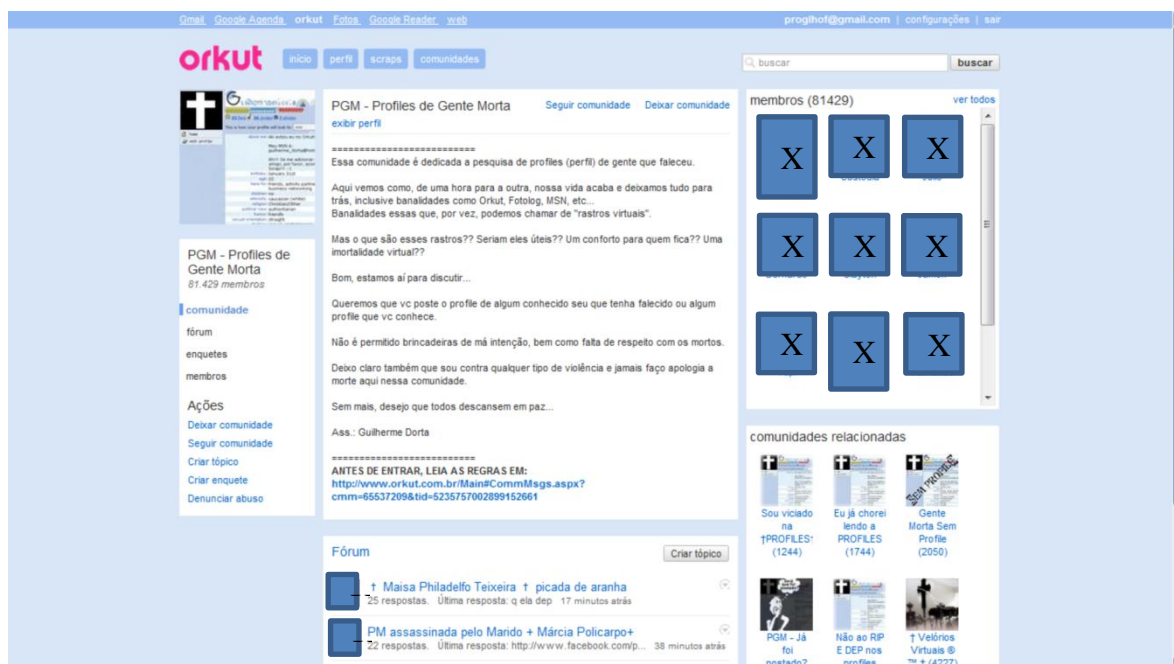 Gmail Google Agenda orkut Fotos Google Reader web
proglhof@gmail.com | configurações | sair
orkut
início perfil scraps comunidades
buscar
buscar
PGM - Profiles de
Gente Morta
81.429 membros
comunidade
fórum
enquetes
membros
Ações
Deixar comunidade
Seguir comunidade
Criar tópico
Criar enquete
Denunciar abuso
PGM - Profiles de Gente Morta Seguir comunidade Deixar comunidade
exibir perfil
==========================
Essa comunidade é dedicada a pesquisa de profiles (perfil) de gente que faleceu.
Aqui vemos como, de uma hora para a outra, nossa vida acaba e deixamos tudo para
trás, inclusive banalidades como Orkut, Fotolog, MSN, etc...
Banalidades essas que, por vez, podemos chamar de "rastros virtuais".
Mas o que são esses rastros?? Seriam eles úteis?? Um conforto para quem fica?? Uma
imortalidade virtual??
Bom, estamos aí para discutir...
Queremos que vc poste o profile de algum conhecido seu que tenha falecido ou algum
profile que vc conhece.
Não é permitido brincadeiras de má intenção, bem como falta de respeito com os mortos.
Deixo claro também que sou contra qualquer tipo de violência e jamais faço apologia a
morte aqui nessa comunidade.
Sem mais, desejo que todos descansem em paz...
Ass.: Guilherme Dorta
==========================
ANTES DE ENTRAR, LEIA AS REGRAS EM:
http://www.orkut.com.br/Main#CommMsgs.aspx?
cmm=65537209&tid=5235757002899152661
Fórum Criar tópico
† Maisa Philadelfo Teixeira † picada de aranha
25 respostas. Última resposta: q ela dep 17 minutos atrás
PM assassinada pelo Marido + Márcia Policarpo+
22 respostas. Última resposta: http://www.facebook.com/p... 38 minutos atrás
membros (81429) ver todos
X X X
X X X
X X X
comunidades relacionadas
SEM PROFILE
Sou viciado
na
†PROFILES†
(1244)
Eu já chorei
lendo a
PROFILES
(1744)
Gente
Morta Sem
Profile
(2050)
PGM - Já
foi
postado?
Não ao RIP
E DEP nos
profiles
† Velórios
Virtuais ®
™ † (4227)